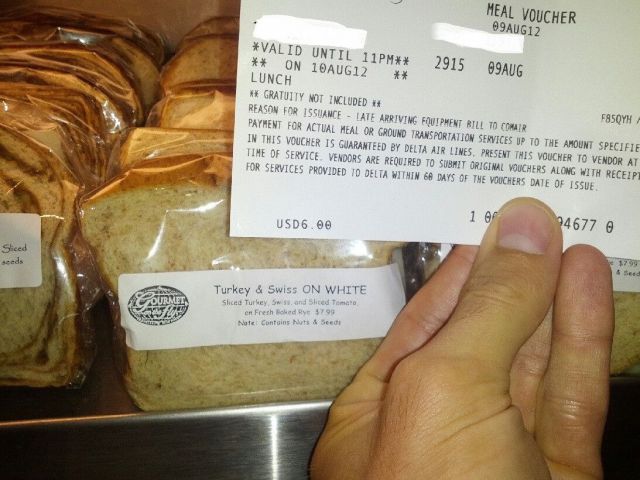 MEAL VOUCHER
09AUG12
*VALID UNTIL 11PM**
** ON 10AUG12 **
2915 09AUG
LUNCH
** GRATUITY NOT INCLUDED **
F85QYH /
REASON FOR ISSUANCE - LATE ARRIVING EQUIPMENT BILL TO COMAIR
PAYMENT FOR ACTUAL MEAL OR GROUND TRANSPORTATION SERVICES UP TO THE AMOUNT SPECIFIE
IN THIS VOUCHER IS GUARANTEED BY DELTA AIR LINES. PRESENT THIS VOUCHER TO VENDOR AT
TIME OF SERVICE. VENDORS ARE REQUIRED TO SUBMIT ORIGINAL VOUCHERS ALONG WITH RECEIPT
FOR SERVICES PROVIDED TO DELTA WITHIN 60 DAYS OF THE VOUCHERS DATE OF ISSUE.
USD6.00
1 00 04677 0
Sliced
seeds
GOURMET
Turkey & Swiss ON WHITE
Sliced Turkey, Swiss, and Sliced Tomato,
on Fresh Baked Rye $7.99
Note: Contains Nuts & Seeds
$7.99
& Seed